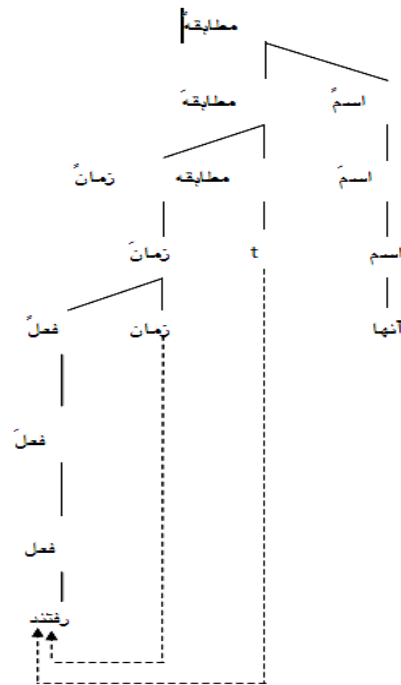 مطابقهً
اسمً مطابقهَ
اسمَ مطابقه زمانً
اسم t زمانَ
آنها زمان فعلً
فعلَ
فعل
رفتند